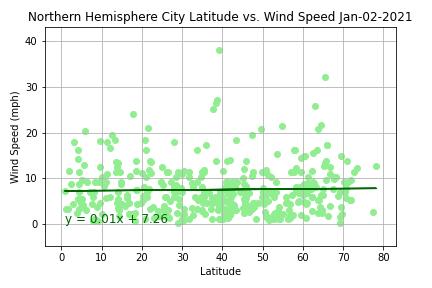 Northern Hemisphere City Latitude vs. Wind Speed Jan-02-2021
Wind Speed (mph)
40
30
20
10
0
y = 0.01x + 7.26
0 10 20 30 40 50 60 70 80
Latitude